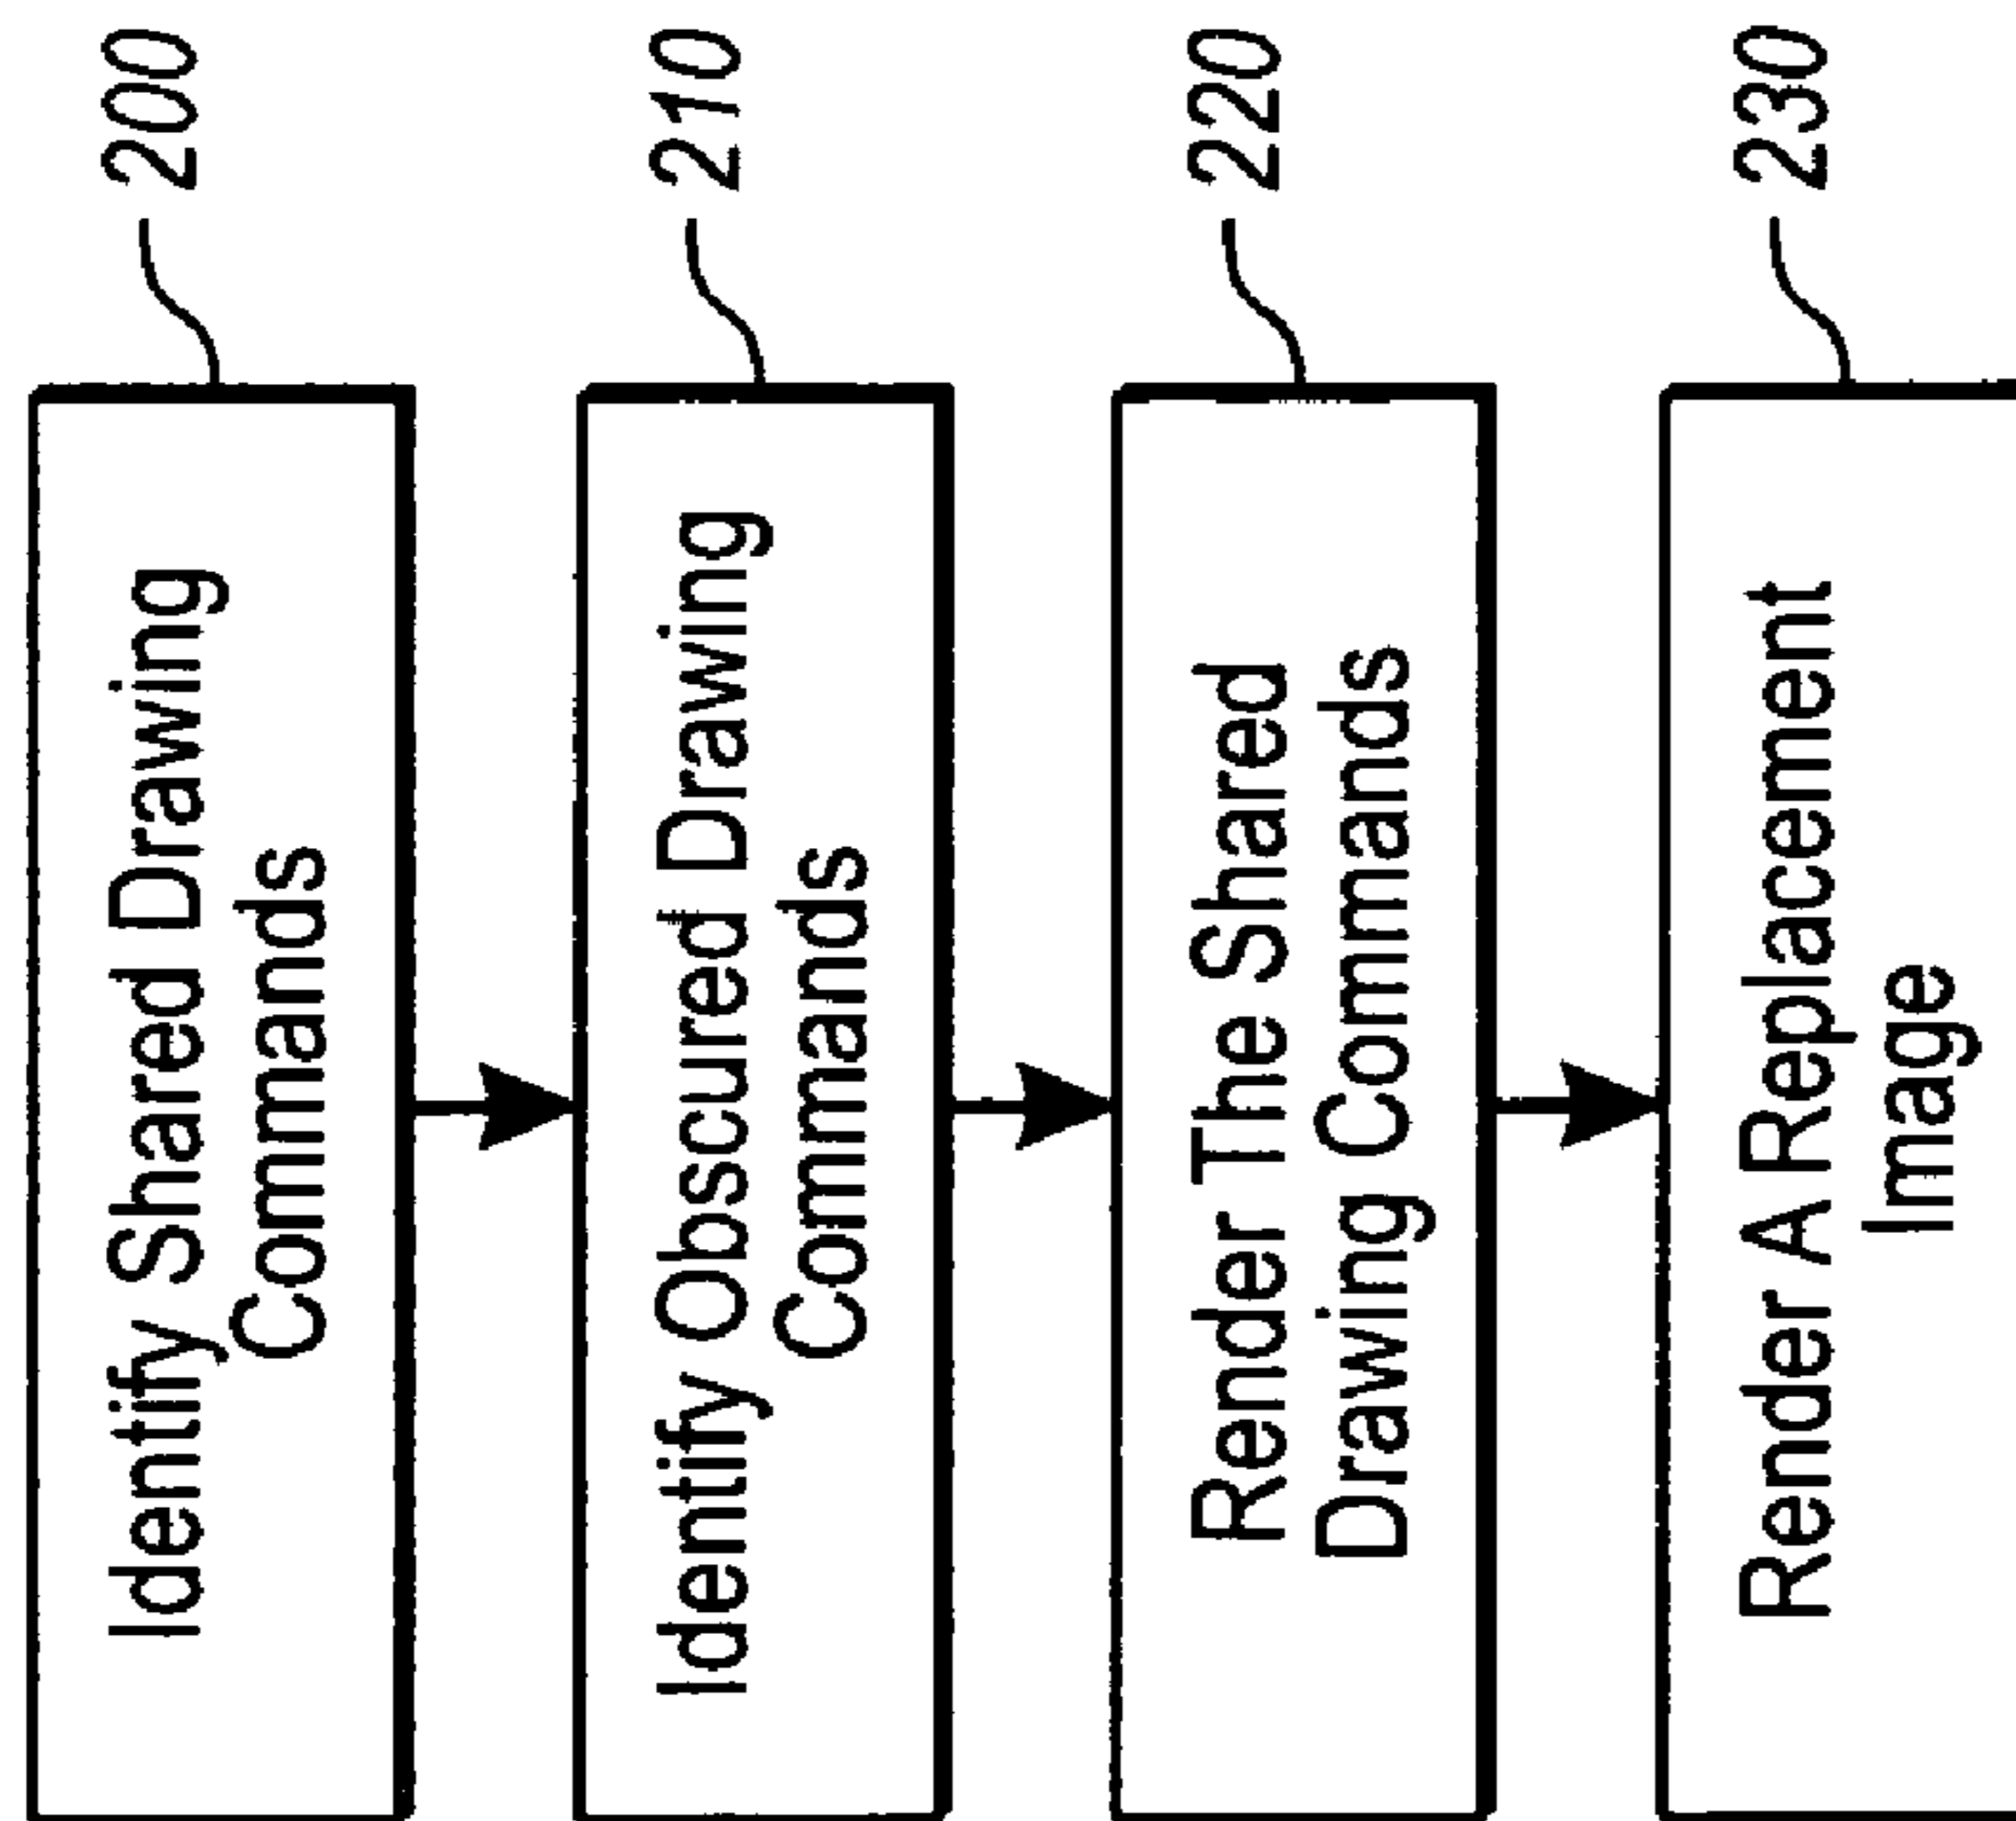 Identify Shared Drawing
Commands
200
Identify Obscured Drawing
Commands
210
Render The Shared
Drawing Commands
220
Render A Replacement
Image
230